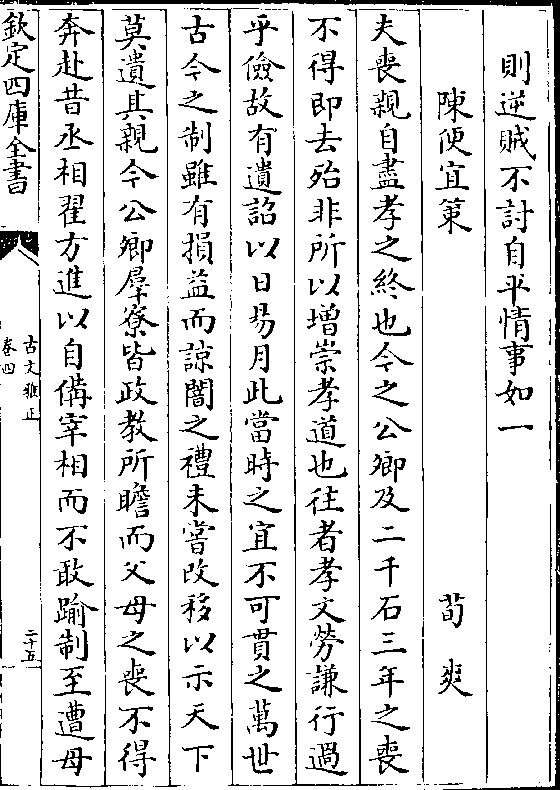 則逆賊不討自平情事如一
陳便宜策　荀爽
夫喪親自盡孝之終也今之公卿及二千石三年之喪
不得即去殆非所以增崇孝道也往者孝文勞謙行過
乎儉故有遺詔以日易月此當時之宜不可貫之萬世
古今之制雖有損益而諒闇之禮未嘗改移以示天下
莫遺其親今公卿羣寮皆政教所瞻而父母之喪不得
奔赴昔丞相翟方進以自備宰相而不敢踰制至遭母
欽定四庫全書
古文雅正
卷四
二十五